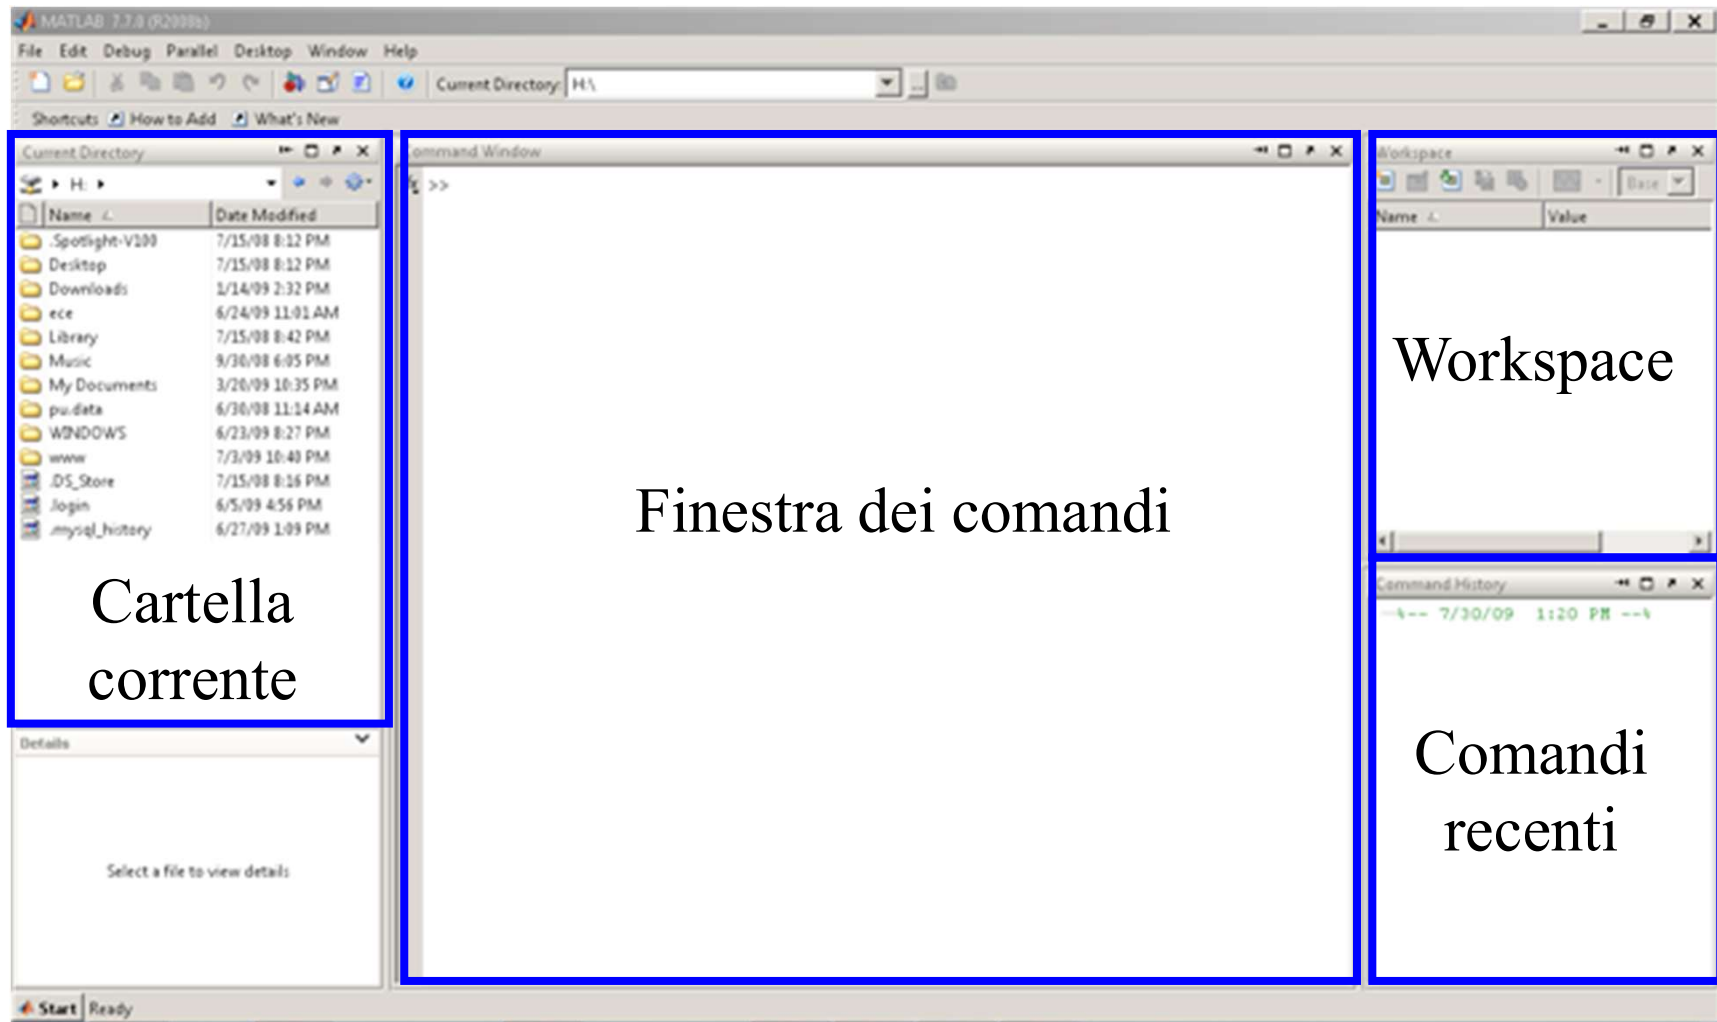 MATLAB 7.7.0 (R2008b)
File Edit Debug Parallel Desktop Window Help
Current Directory: H:\
Shortcuts How to Add What's New
Current Directory
H:
Name Date Modified
.Spotlight-V100 7/15/08 8:12 PM
Desktop 7/15/08 8:12 PM
Downloads 1/14/09 2:32 PM
ece 6/24/09 11:01 AM
Library 7/15/08 8:42 PM
Music 9/30/08 6:05 PM
My Documents 3/20/09 10:35 PM
pu.data 6/30/08 11:14 AM
WINDOWS 6/23/09 8:27 PM
www 7/3/09 10:40 PM
.DS_Store 7/15/08 8:16 PM
.login 6/5/09 4:56 PM
.mysql_history 6/27/09 1:09 PM
Cartella
corrente
Details
Select a file to view details
Command Window
>>
Finestra dei comandi
Workspace
Base
Name Value
Workspace
Command History
%-- 7/30/09 1:20 PM --%
Comandi
recenti
Start Ready